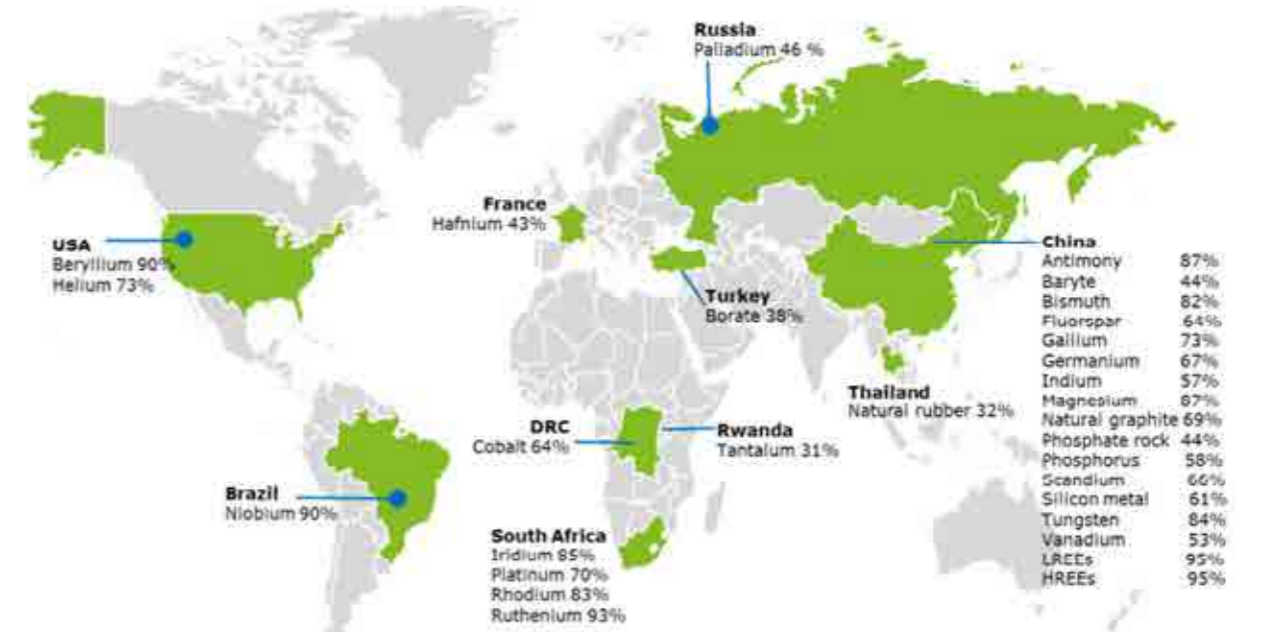 Russia
Palladium 46 %
France
Hafnium 43%
USA
Beryllium 90%
Helium 73%
Turkey
Borate 38%
China
Antimony 87%
Baryte 44%
Bismuth 82%
Fluorspar 64%
Gallium 73%
Germanium 67%
Indium 57%
Magnesium 87%
Natural graphite 69%
Phosphate rock 44%
Phosphorus 58%
Scandium 66%
Silicon metal 61%
Tungsten 84%
Vanadium 53%
LREEs 95%
HREEs 95%
Thailand
Natural rubber 32%
DRC
Cobalt 64%
Rwanda
Tantalum 31%
Brazil
Niobium 90%
South Africa
Iridium 85%
Platinum 70%
Rhodium 83%
Ruthenium 93%